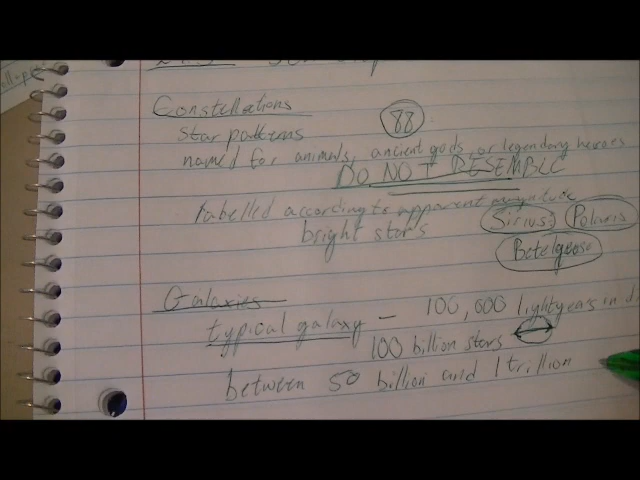 Constellations
88
star patterns
named for animals, ancient gods, or legendary heroes
DO NOT RESEMBLE
labelled according to apparent magnitude
bright stars
Sirius
Polaris
Betelgeuse
Galaxies
typical galaxy - 100,000 lightyears in di
100 billion stars
between 50 billion and 1 trillion